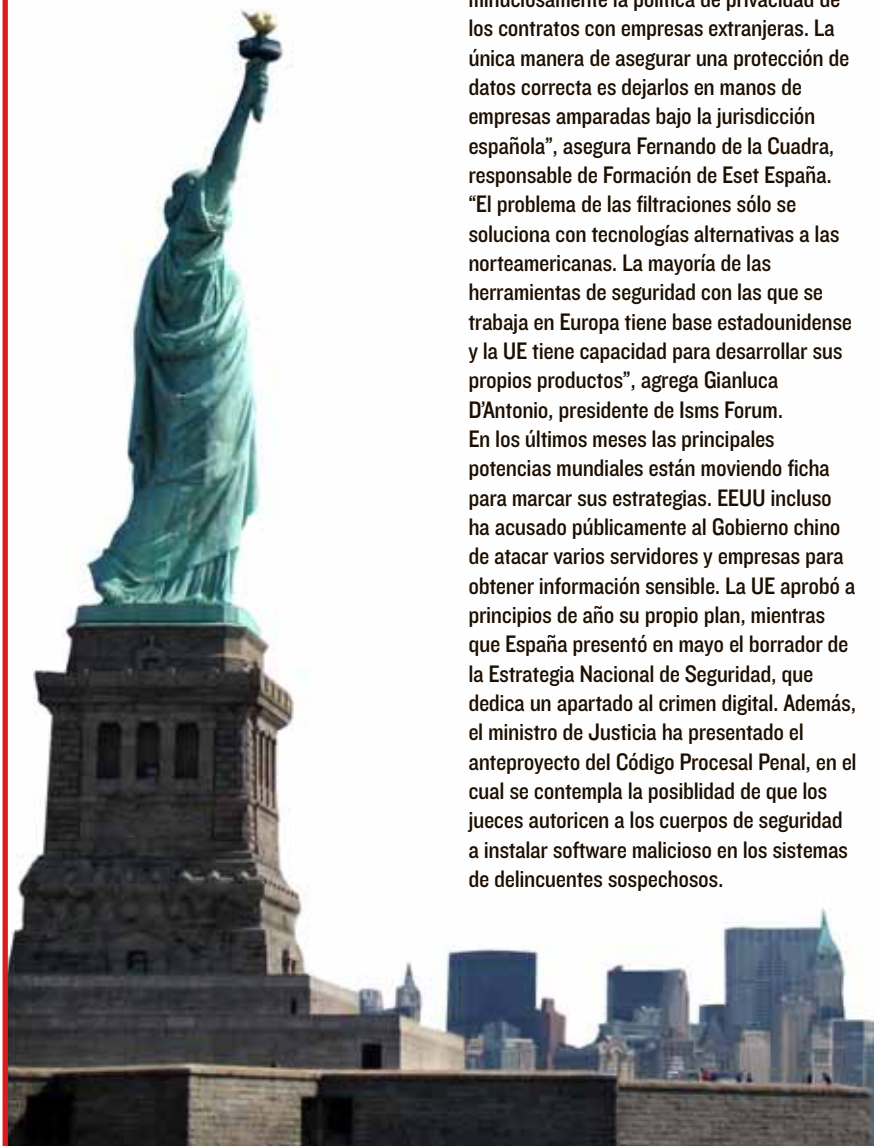 minuciosamente la política de privacidad de
los contratos con empresas extranjeras. La
única manera de asegurar una protección de
datos correcta es dejarlos en manos de
empresas amparadas bajo la jurisdicción
española”, asegura Fernando de la Cuadra,
responsable de Formación de Eset España.
“El problema de las filtraciones sólo se
soluciona con tecnologías alternativas a las
norteamericanas. La mayoría de las
herramientas de seguridad con las que se
trabaja en Europa tiene base estadounidense
y la UE tiene capacidad para desarrollar sus
propios productos”, agrega Gianluca
D’Antonio, presidente de Isms Forum.
En los últimos meses las principales
potencias mundiales están moviendo ficha
para marcar sus estrategias. EEUU incluso
ha acusado públicamente al Gobierno chino
de atacar varios servidores y empresas para
obtener información sensible. La UE aprobó a
principios de año su propio plan, mientras
que España presentó en mayo el borrador de
la Estrategia Nacional de Seguridad, que
dedica un apartado al crimen digital. Además,
el ministro de Justicia ha presentado el
anteproyecto del Código Procesal Penal, en el
cual se contempla la posiblidad de que los
jueces autoricen a los cuerpos de seguridad
a instalar software malicioso en los sistemas
de delincuentes sospechosos.